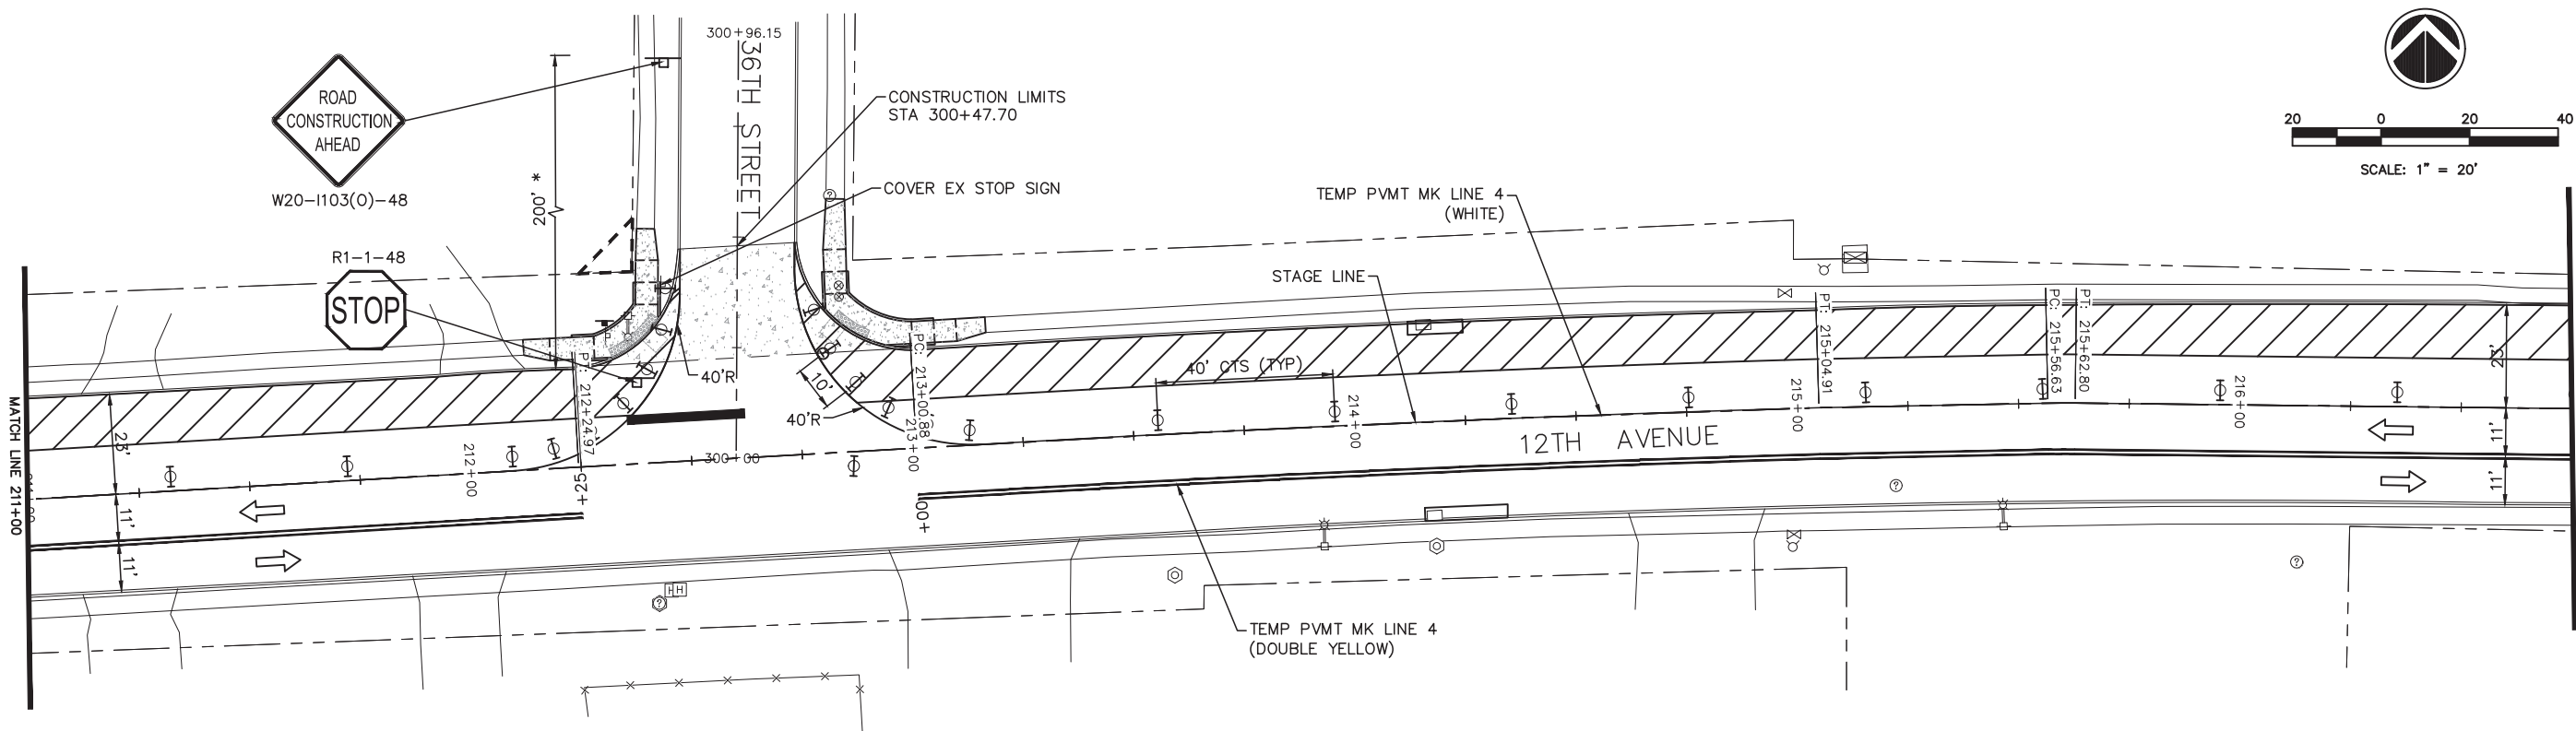 300+96.15
36TH STREET
ROAD
CONSTRUCTION
AHEAD
W20-I103(O)-48
200' *
CONSTRUCTION LIMITS
STA 300+47.70
COVER EX STOP SIGN
R1-1-48
STOP
TEMP PVMT MK LINE 4
(WHITE)
STAGE LINE
20 0 20 40
SCALE: 1" = 20'
MATCH LINE 211+00
23'
11'
11'
212+00
PT: 212+24.97
+25
40'R
10'
40'R
300+00
PC: 213+00.88
213+00
+00
40' CTS (TYP)
214+00
12TH AVENUE
215+00
PT: 215+04.91
PC: 215+56.63
PT: 215+62.80
216+00
23'
11'
11'
H H
?
?
?
?
TEMP PVMT MK LINE 4
(DOUBLE YELLOW)